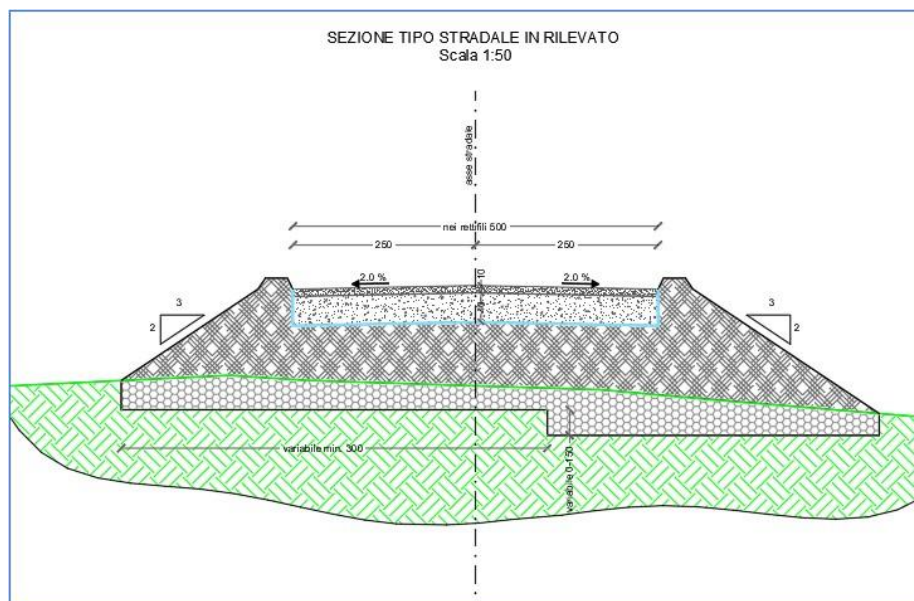 SEZIONE TIPO STRADALE IN RILEVATO
Scala 1:50
asse stradale
nei rettifili 500
250
250
2.0 %
2.0 %
10
3
2
3
2
variabile min. 300
variabile 0-150